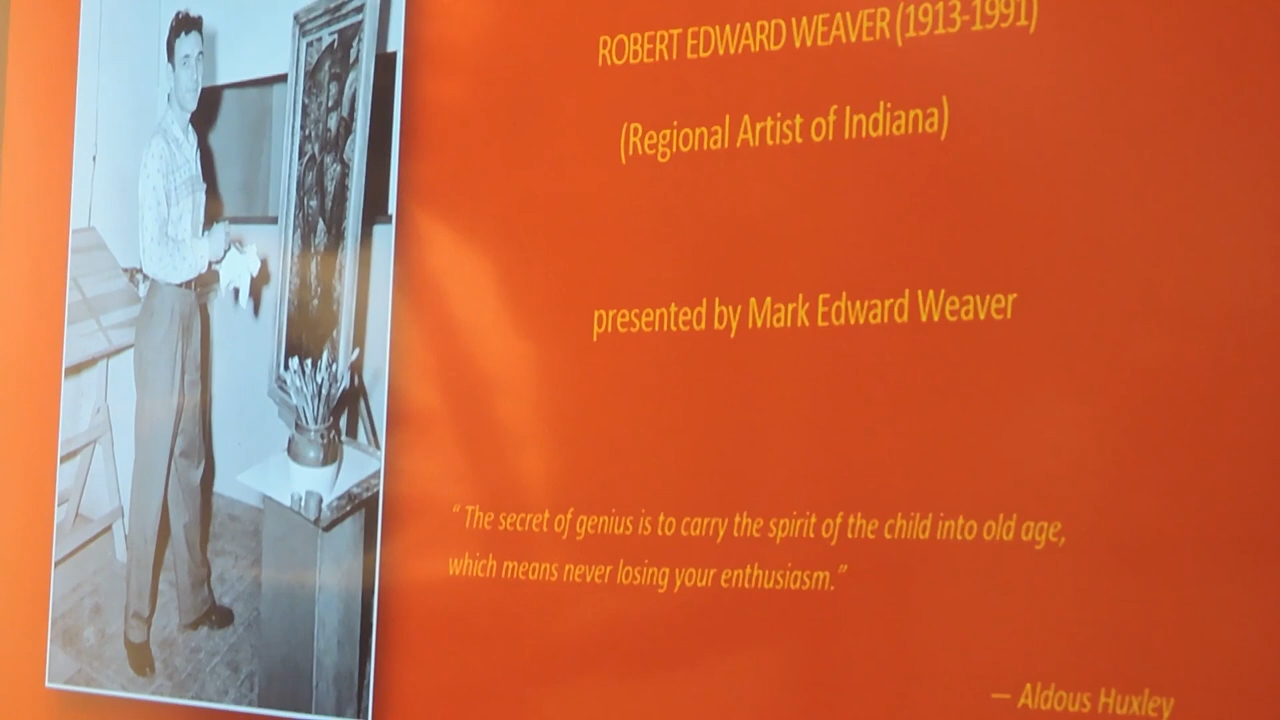 ROBERT EDWARD WEAVER (1913-1991)
(Regional Artist of Indiana)
presented by Mark Edward Weaver
“ The secret of genius is to carry the spirit of the child into old age,
which means never losing your enthusiasm.”
— Aldous Huxley